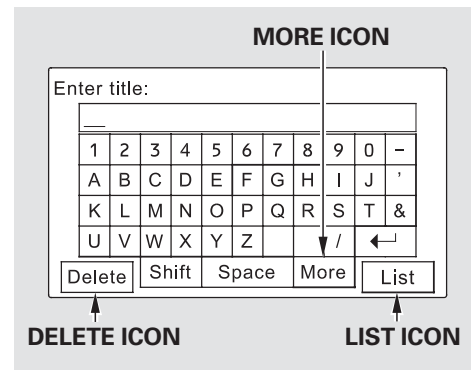 MORE ICON
Enter title:
1 2 3 4 5 6 7 8 9 0 –
A B C D E F G H I J ’
K L M N O P Q R S T &
U V W X Y Z /
Delete Shift Space More List
DELETE ICON LIST ICON